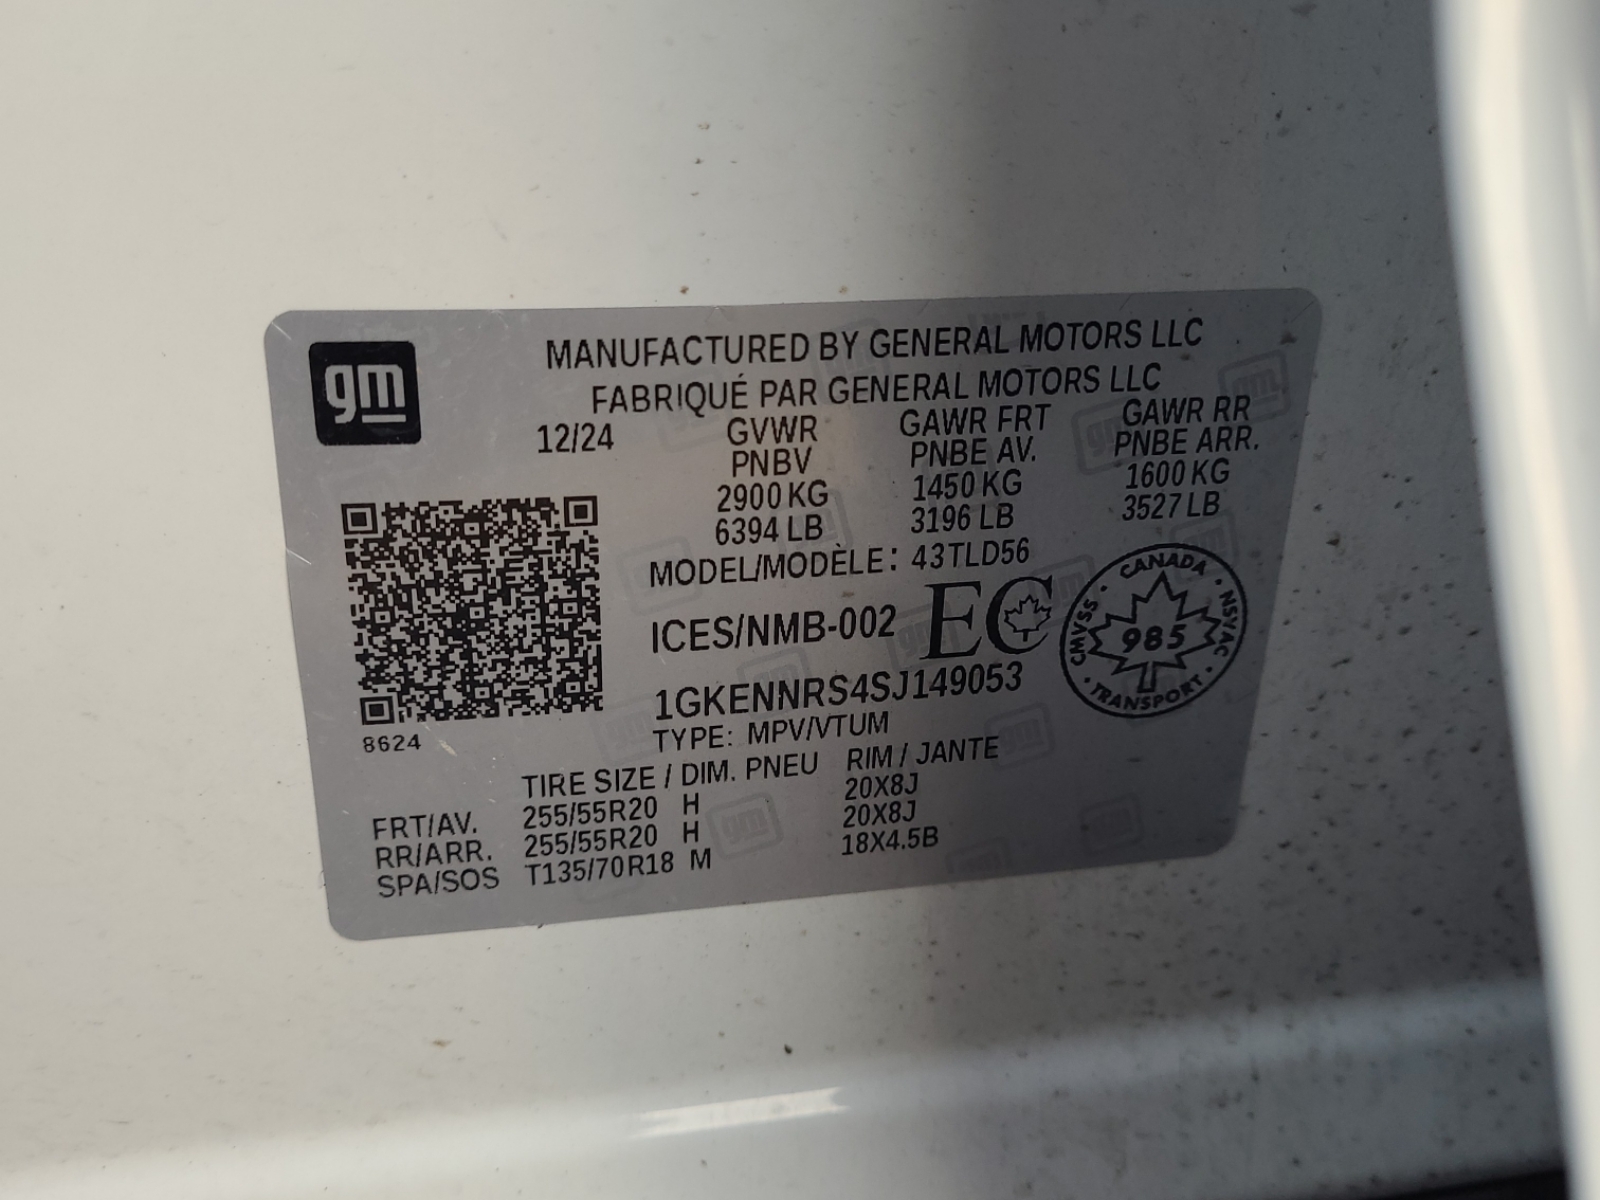 gm
MANUFACTURED BY GENERAL MOTORS LLC
FABRIQUÉ PAR GENERAL MOTORS LLC
12/24 GVWR GAWR FRT GAWR RR
PNBV PNBE AV. PNBE ARR.
2900 KG 1450 KG 1600 KG
6394 LB 3196 LB 3527 LB
MODEL/MODÈLE: 43TLD56
ICES/NMB-002 EC
CANADA · NSVAC · TRANSPORT · CMVSS ·
985
1GKENNRS4SJ149053
TYPE: MPV/VTUM
8624
TIRE SIZE / DIM. PNEU RIM / JANTE
FRT/AV. 255/55R20 H 20X8J
RR/ARR. 255/55R20 H 20X8J
SPA/SOS T135/70R18 M 18X4.5B